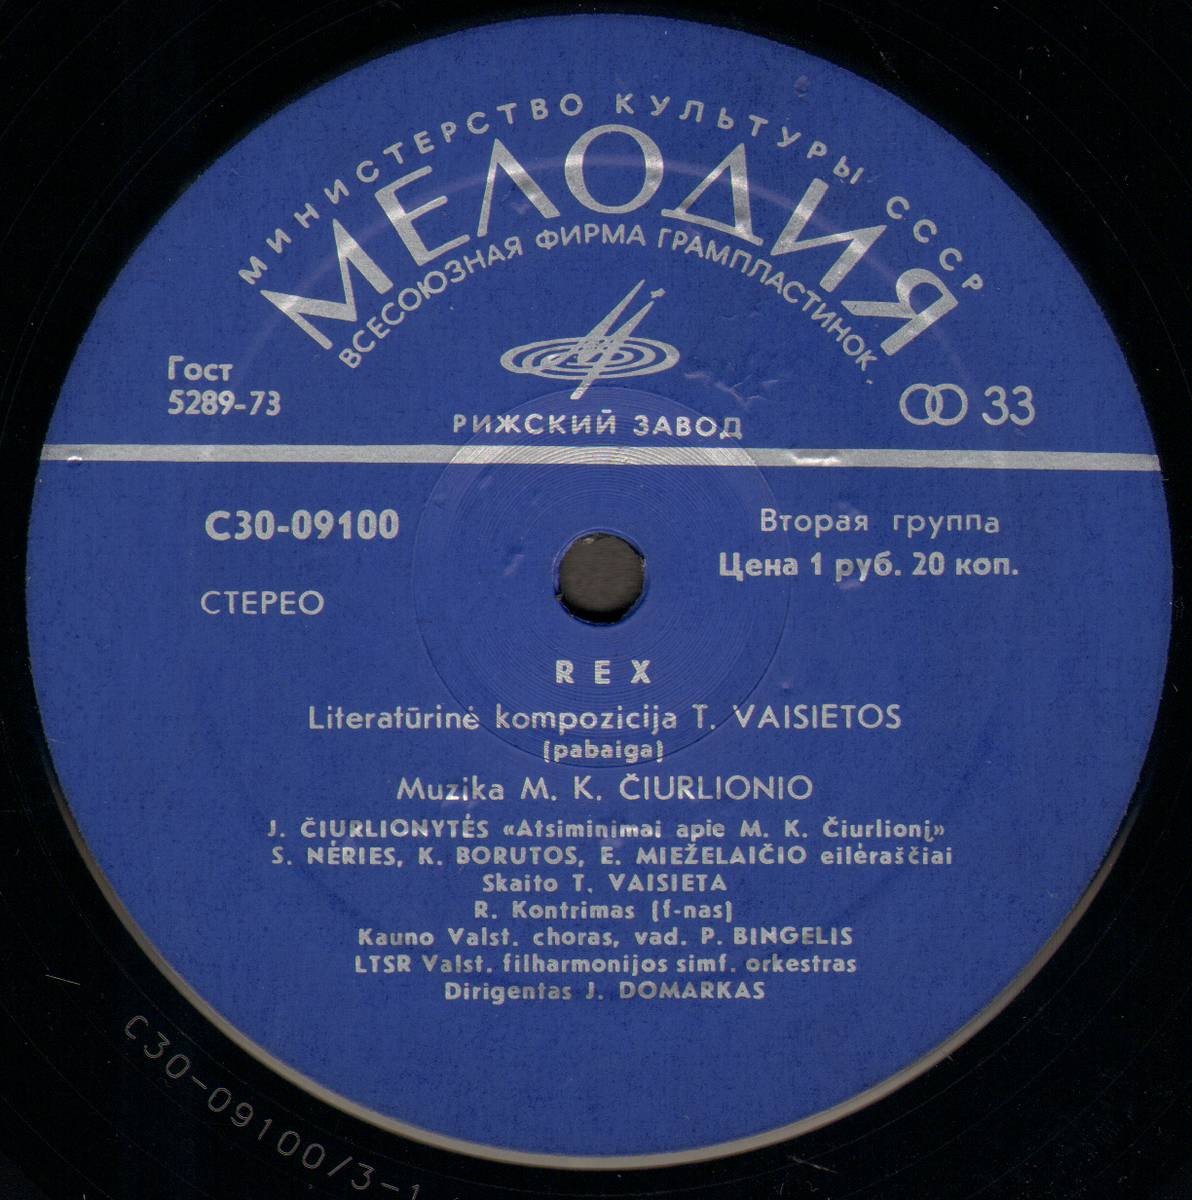 МИНИСТЕРСТВО КУЛЬТУРЫ СССР
МЕЛОДИЯ
ВСЕСОЮЗНАЯ ФИРМА ГРАМПЛАСТИНОК
Гост
5289-73
33
РИЖСКИЙ ЗАВОД
С30-09100
Вторая группа
Цена 1 руб. 20 коп.
СТЕРЕО
REX
Literatūrinė kompozicija T. VAISIETOS
(pabaiga)
Muzika M. K. ČIURLIONIO
J. ČIURLIONYTĖS «Atsiminimai apie M. K. Čiurlionį»
S. NĖRIES, K. BORUTOS, E. MIEŽELAIČIO eilėraščiai
Skaito T. VAISIETA
R. Kontrimas (f-nas)
Kauno Valst. choras, vad. P. BINGELIS
LTSR Valst. filharmonijos simf. orkestras
Dirigentas J. DOMARKAS
С30-09100/3-1